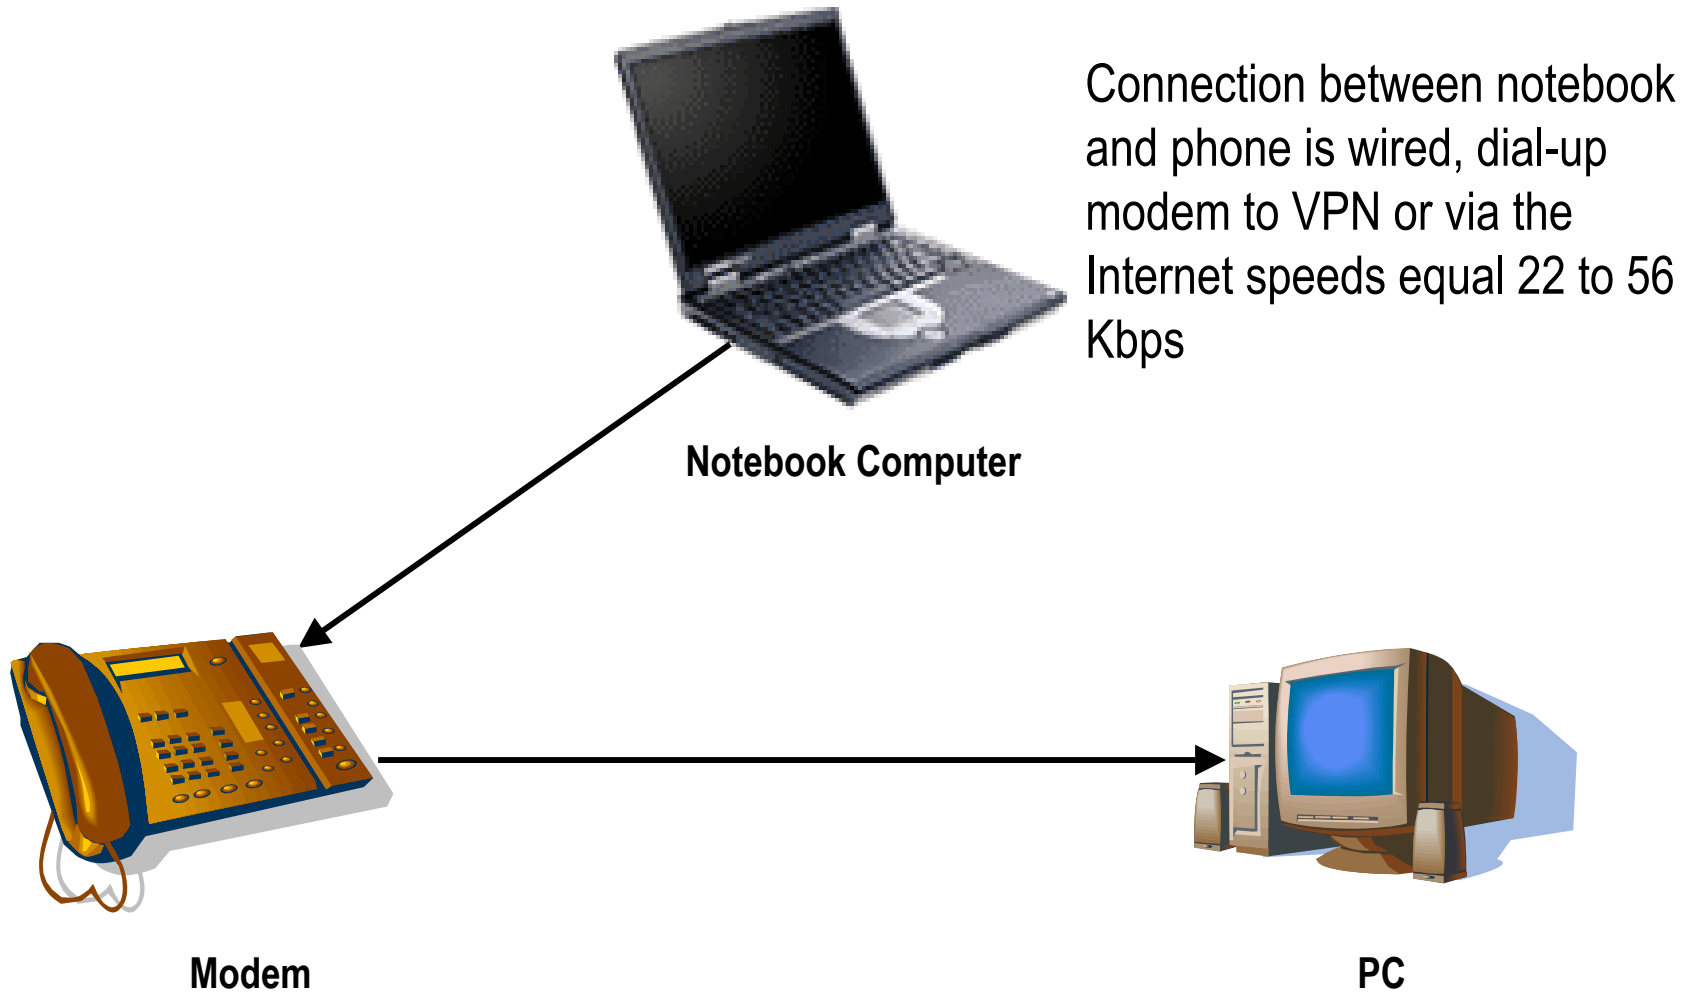 Connection between notebook
and phone is wired, dial-up
modem to VPN or via the
Internet speeds equal 22 to 56
Kbps
Notebook Computer
Modem
PC